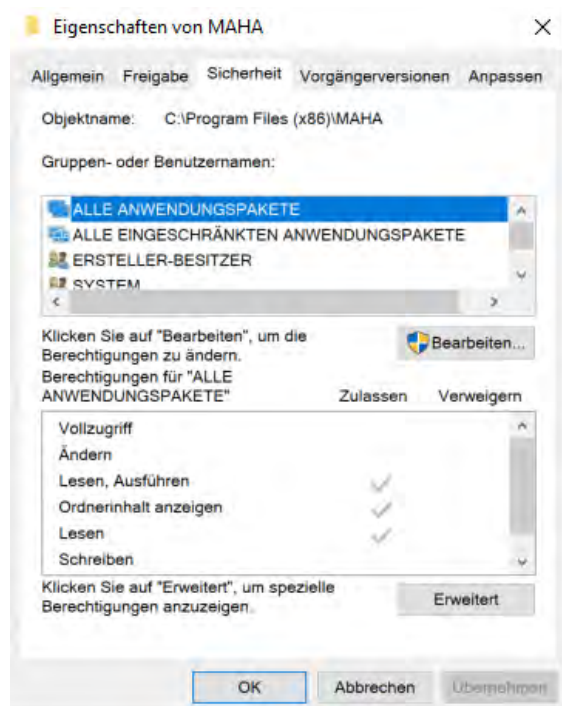 Eigenschaften von MAHA
Allgemein Freigabe Sicherheit Vorgängerversionen Anpassen
Objektname: C:\Program Files (x86)\MAHA
Gruppen- oder Benutzernamen:
ALLE ANWENDUNGSPAKETE
ALLE EINGESCHRÄNKTEN ANWENDUNGSPAKETE
ERSTELLER-BESITZER
SYSTEM
Klicken Sie auf "Bearbeiten", um die
Berechtigungen zu ändern.
Bearbeiten...
Berechtigungen für "ALLE
ANWENDUNGSPAKETE" Zulassen Verweigern
Vollzugriff
Ändern
Lesen, Ausführen
Ordnerinhalt anzeigen
Lesen
Schreiben
Klicken Sie auf "Erweitert", um spezielle
Berechtigungen anzuzeigen.
Erweitert
OK Abbrechen Übernehmen